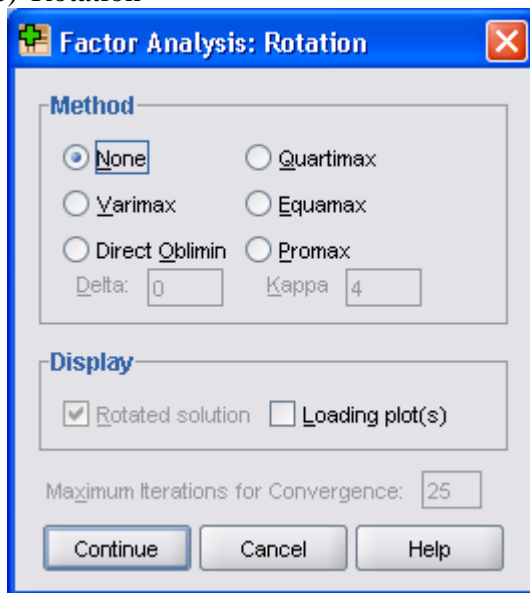 ) Rotation
Factor Analysis: Rotation
Method
None Quartimax
Varimax Equamax
Direct Oblimin Promax
Delta: 0 Kappa 4
Display
Rotated solution Loading plot(s)
Maximum Iterations for Convergence: 25
Continue Cancel Help